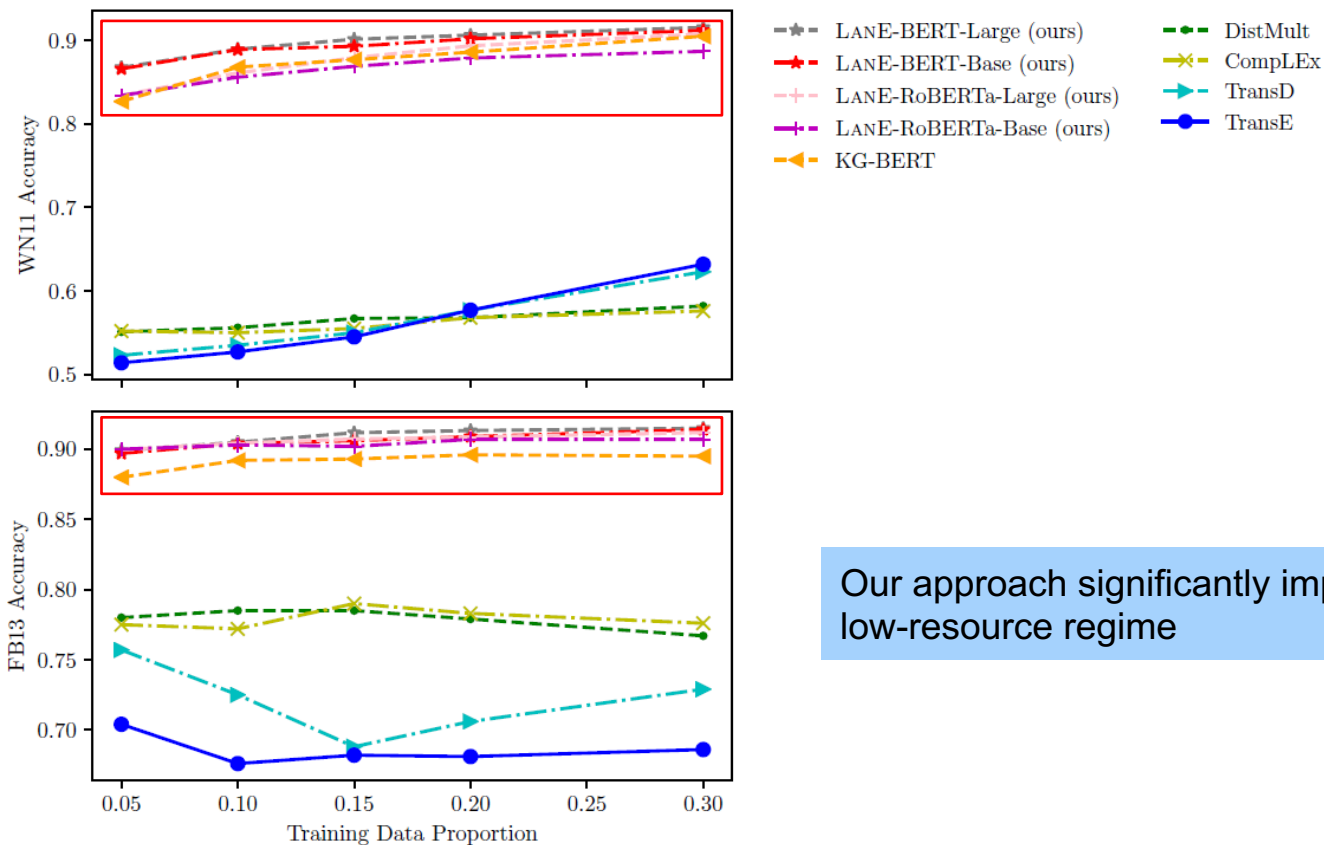 0.9
0.8
0.7
0.6
0.5
WN11 Accuracy
LANE-BERT-Large (ours)
LANE-BERT-Base (ours)
LANE-RoBERTa-Large (ours)
LANE-RoBERTa-Base (ours)
KG-BERT
DistMult
CompLEx
TransD
TransE
0.90
0.85
0.80
0.75
0.70
FB13 Accuracy
0.05 0.10 0.15 0.20 0.25 0.30
Training Data Proportion
Our approach significantly
low-resource regime